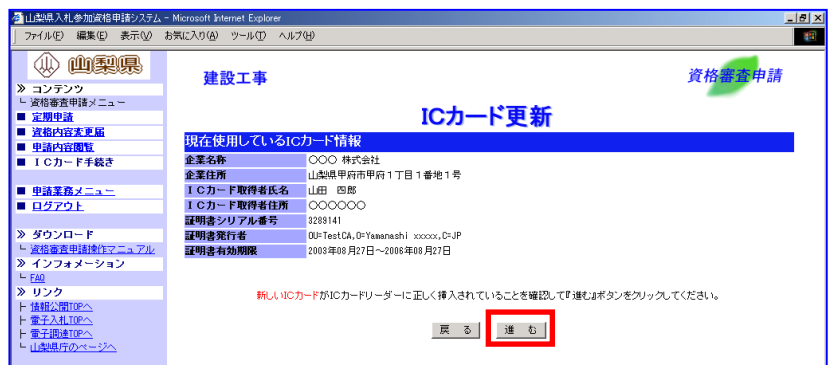 山梨県入札参加資格申請システム - Microsoft Internet Explorer
ファイル(F) 編集(E) 表示(V) お気に入り(A) ツール(T) ヘルプ(H)
山梨県
≫ コンテンツ
└ 資格審査申請メニュー
■ 定期申請
■ 資格内容変更届
■ 申請内容閲覧
■ ICカード手続き
■ 申請業務メニュー
■ ログアウト
≫ ダウンロード
└ 資格審査申請操作マニュアル
≫ インフォメーション
└ FAQ
≫ リンク
├ 情報公開TOPへ
├ 電子入札TOPへ
├ 電子調達TOPへ
└ 山梨県庁のページへ
建設工事
資格審査申請
ICカード更新
現在使用しているICカード情報
企業名称 ○○○ 株式会社
企業住所 山梨県甲府市甲府1丁目1番地1号
ICカード取得者氏名 山田 四郎
ICカード取得者住所 ○○○○○○
証明書シリアル番号 3289141
証明書発行者 OU=TestCA,O=Yamanashi xxxxx,C=JP
証明書有効期限 2003年08月27日～2006年08月27日
新しいICカードがICカードリーダーに正しく挿入されていることを確認して『進む』ボタンをクリックしてください。
戻 る 進 む